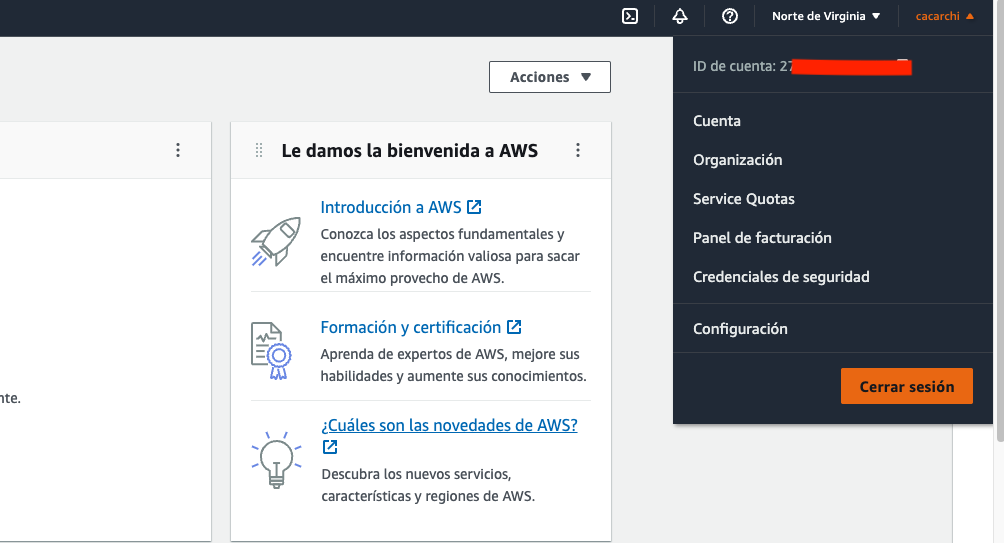 Norte de Virginia
cacarchi
Acciones
ID de cuenta: 27
Cuenta
Organización
Service Quotas
Panel de facturación
Credenciales de seguridad
Configuración
Cerrar sesión
nte.
Le damos la bienvenida a AWS
Introducción a AWS
Conozca los aspectos fundamentales y
encuentre información valiosa para sacar
el máximo provecho de AWS.
Formación y certificación
Aprenda de expertos de AWS, mejore sus
habilidades y aumente sus conocimientos.
¿Cuáles son las novedades de AWS?
Descubra los nuevos servicios,
características y regiones de AWS.